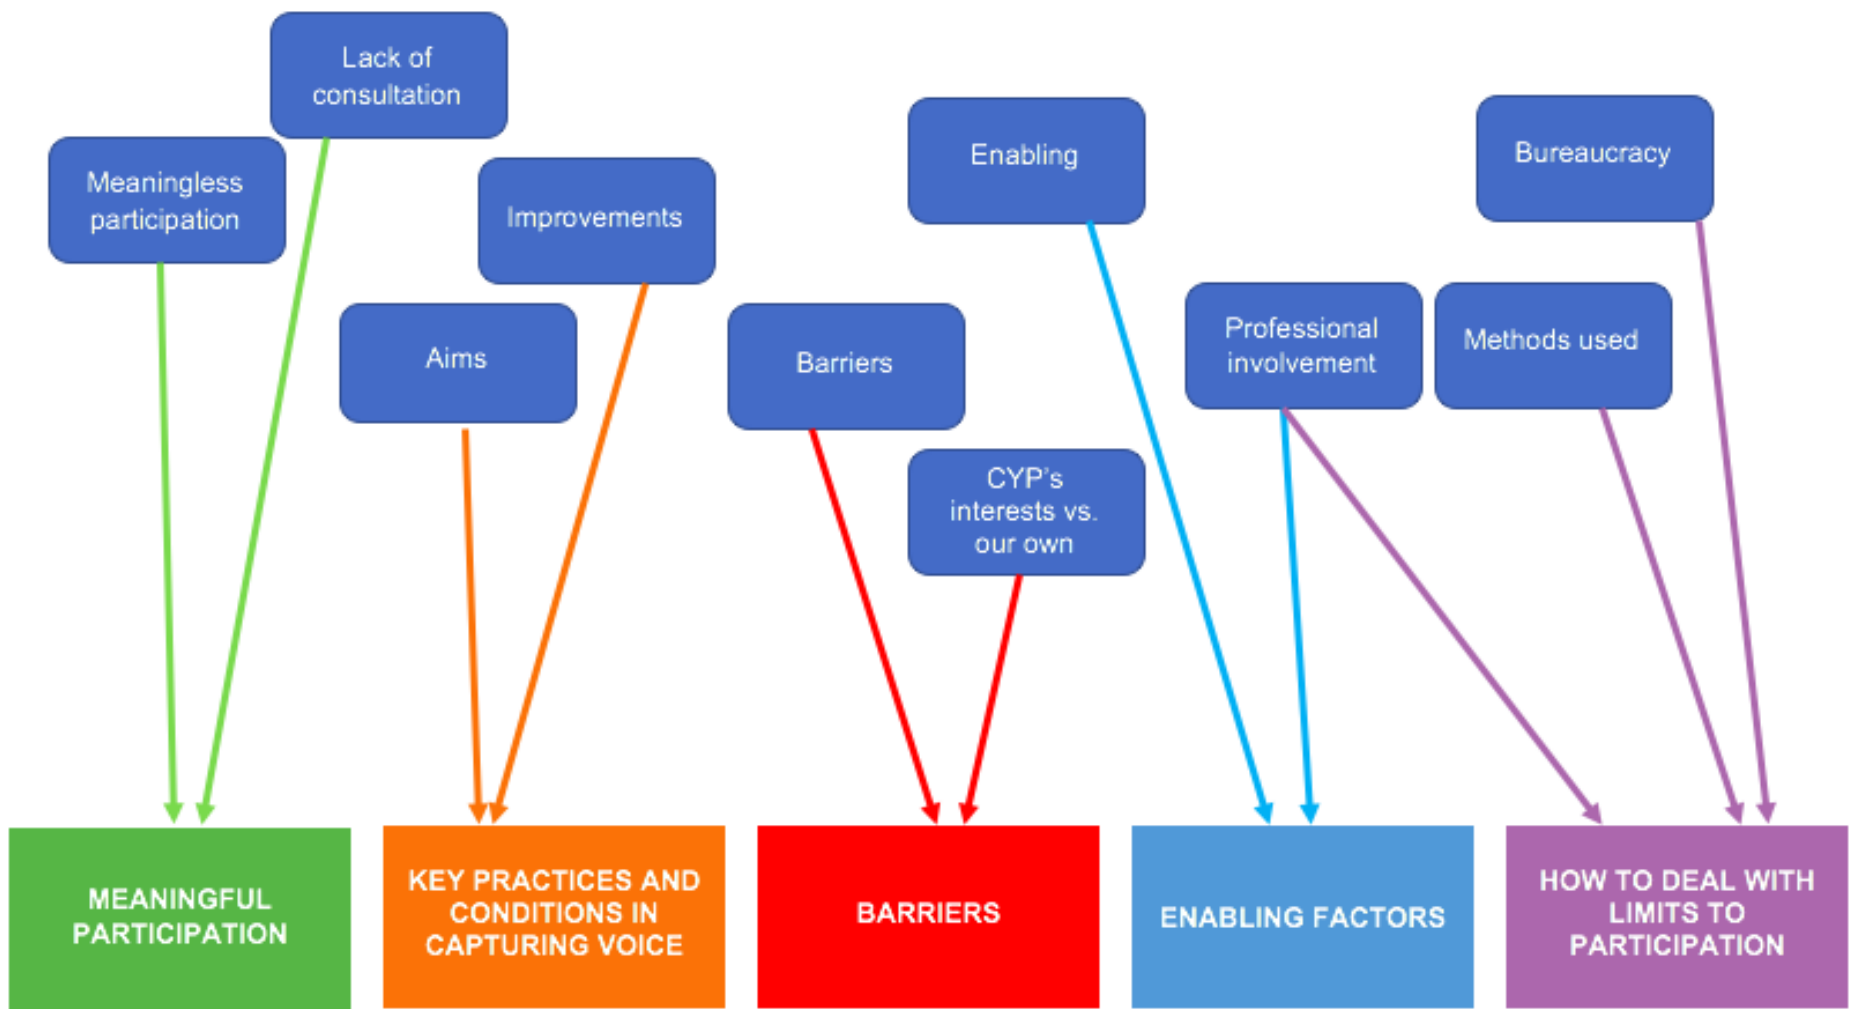 Lack of
consultation
Meaningless
participation
Improvements
Aims
Barriers
Enabling
CYP's
interests vs.
our own
Professional
involvement
Methods used
Bureaucracy
MEANINGFUL
PARTICIPATION
KEY PRACTICES AND
CONDITIONS IN
CAPTURING VOICE
BARRIERS
ENABLING FACTORS
HOW TO DEAL WITH
LIMITS TO
PARTICIPATION